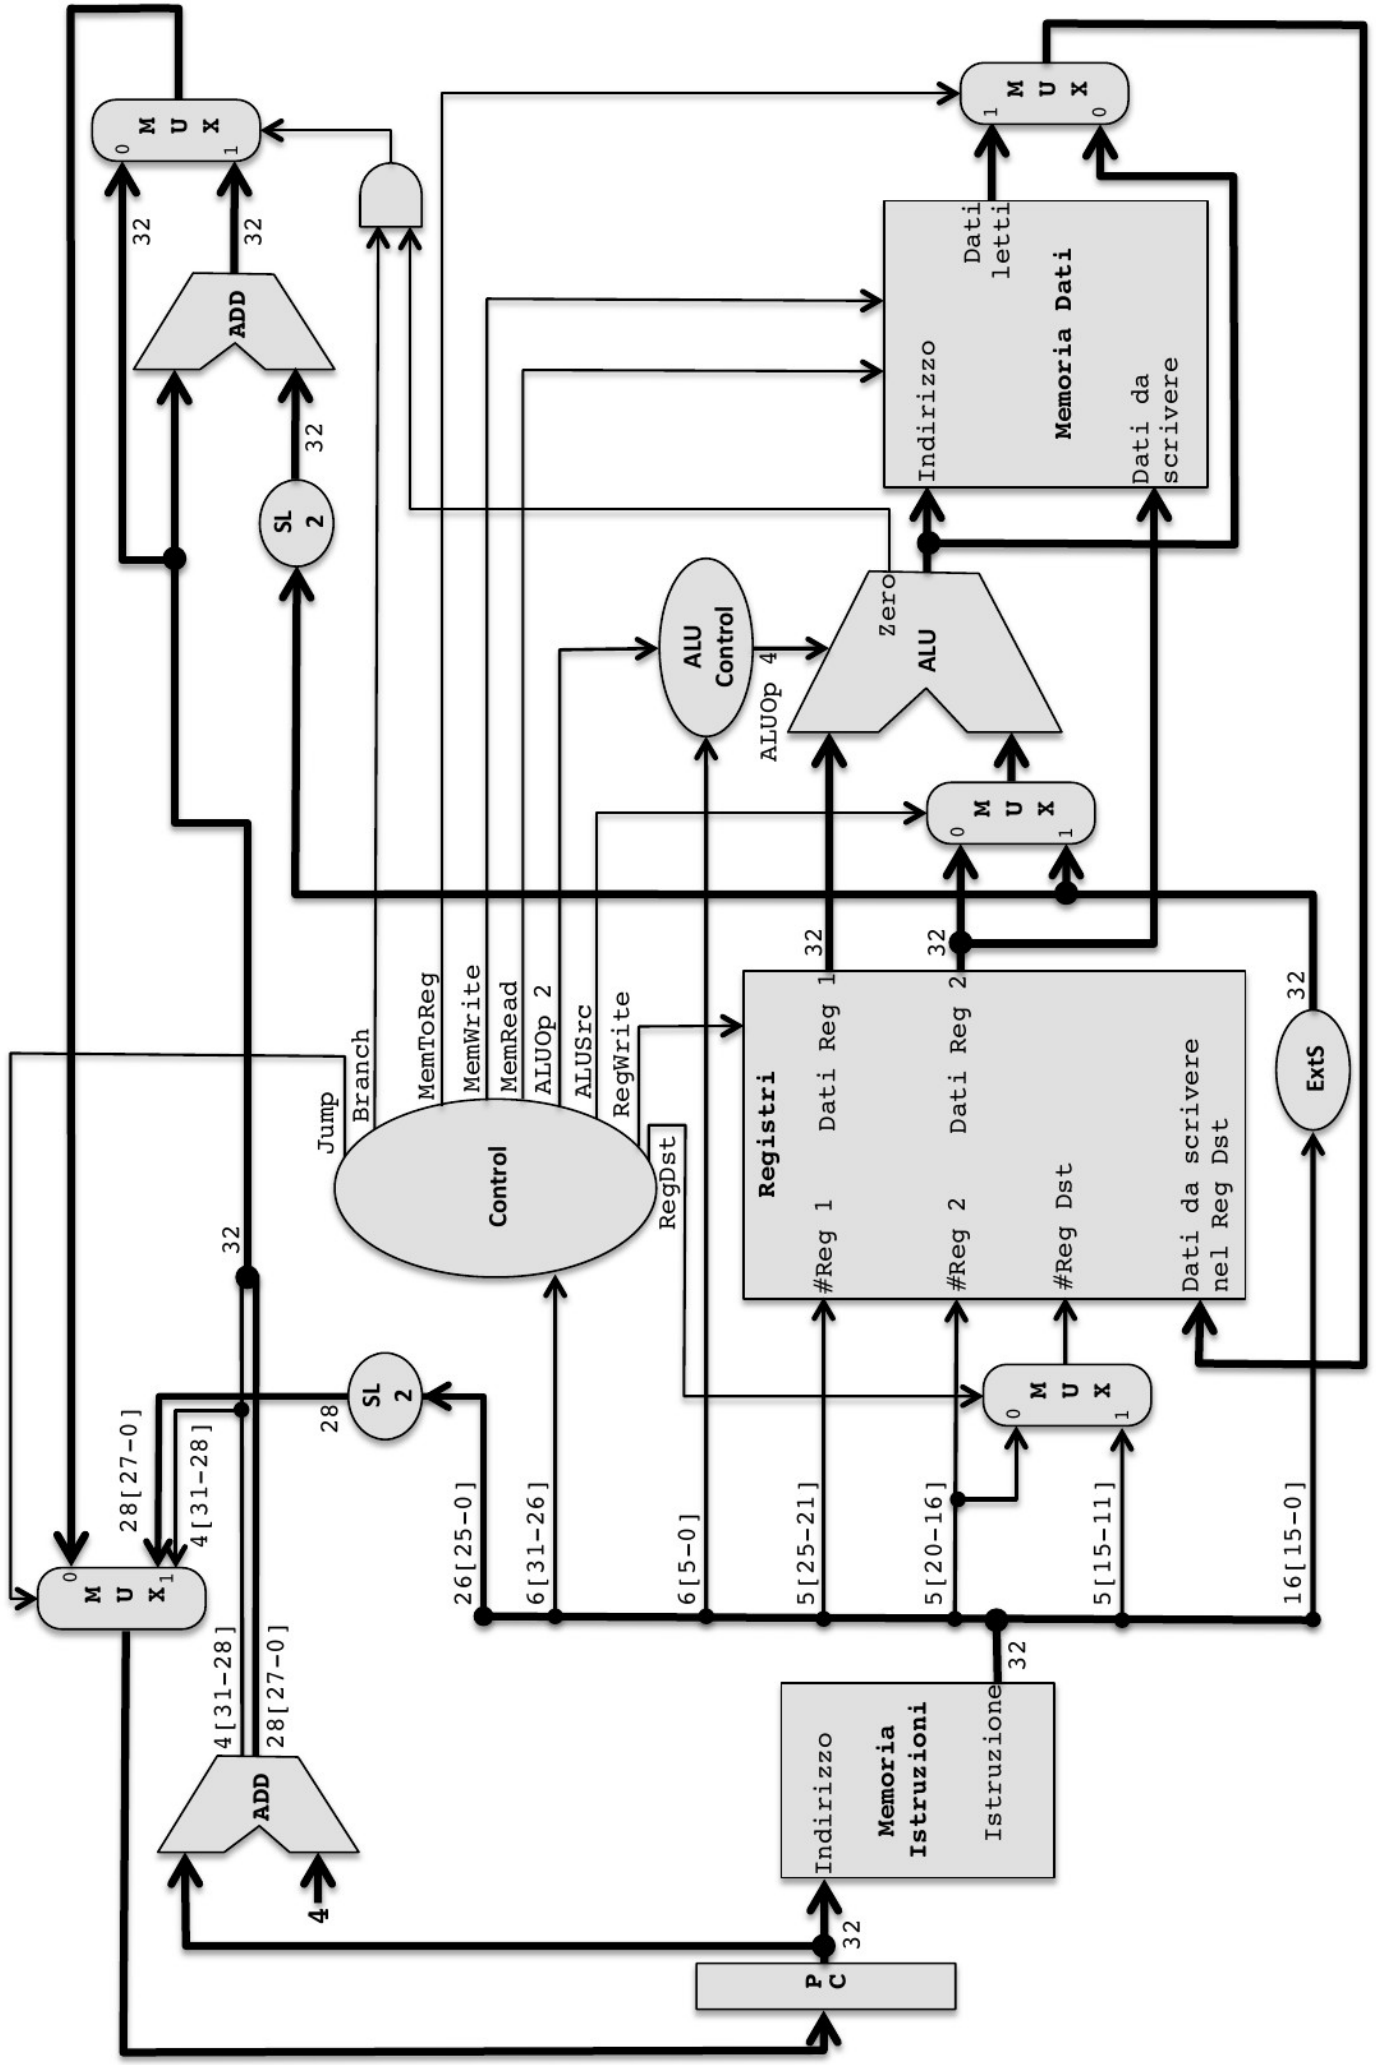 Jump
Branch
MemToReg
MemWrite
MemRead
ALUOp 2
ALUSrc
RegWrite
RegDst
Control
P
C
32
4
ADD
4[31-28]
28[27-0]
0
M
U
X
1
28[27-0]
4[31-28]
28
SL
2
32
SL
2
32
ADD
32
32
0
M
U
X
1
Indirizzo
Memoria
Istruzioni
Istruzione
32
26[25-0]
6[31-26]
6[5-0]
5[25-21]
5[20-16]
5[15-11]
16[15-0]
0
M
U
X
1
Registri
#Reg 1
Dati Reg 1
#Reg 2
Dati Reg 2
#Reg Dst
Dati da scrivere
nel Reg Dst
32
32
ExtS
32
0
M
U
X
1
ALU
Control
ALUOp 4
Zero
ALU
Indirizzo
Dati
letti
Memoria Dati
Dati da
scrivere
1
M
U
X
0